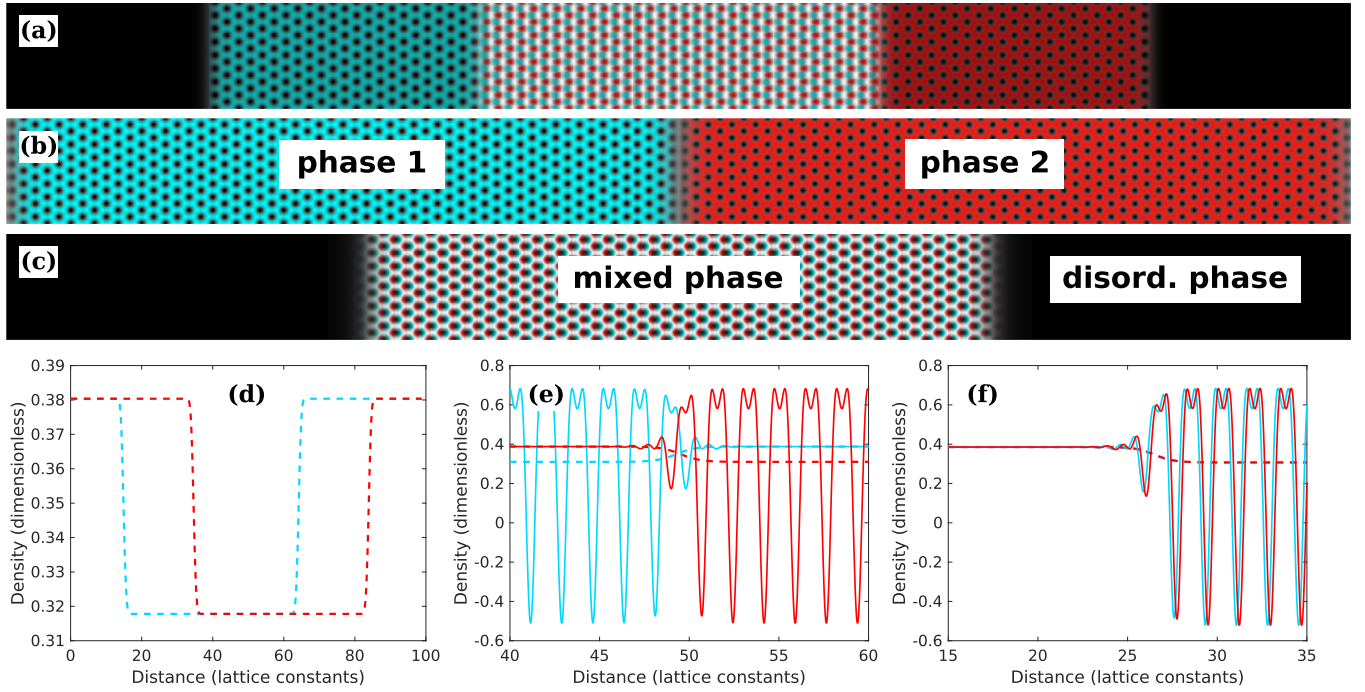 (a)
(b)
phase 1
phase 2
(c)
mixed phase
disord. phase
(d)
Density (dimensionless)
0.39
0.38
0.37
0.36
0.35
0.34
0.33
0.32
0.31
0
20
40
60
80
100
Distance (lattice constants)
(e)
Density (dimensionless)
0.8
0.6
0.4
0.2
0
-0.2
-0.4
-0.6
40
45
50
55
60
Distance (lattice constants)
(f)
Density (dimensionless)
0.8
0.6
0.4
0.2
0
-0.2
-0.4
-0.6
15
20
25
30
35
Distance (lattice constants)